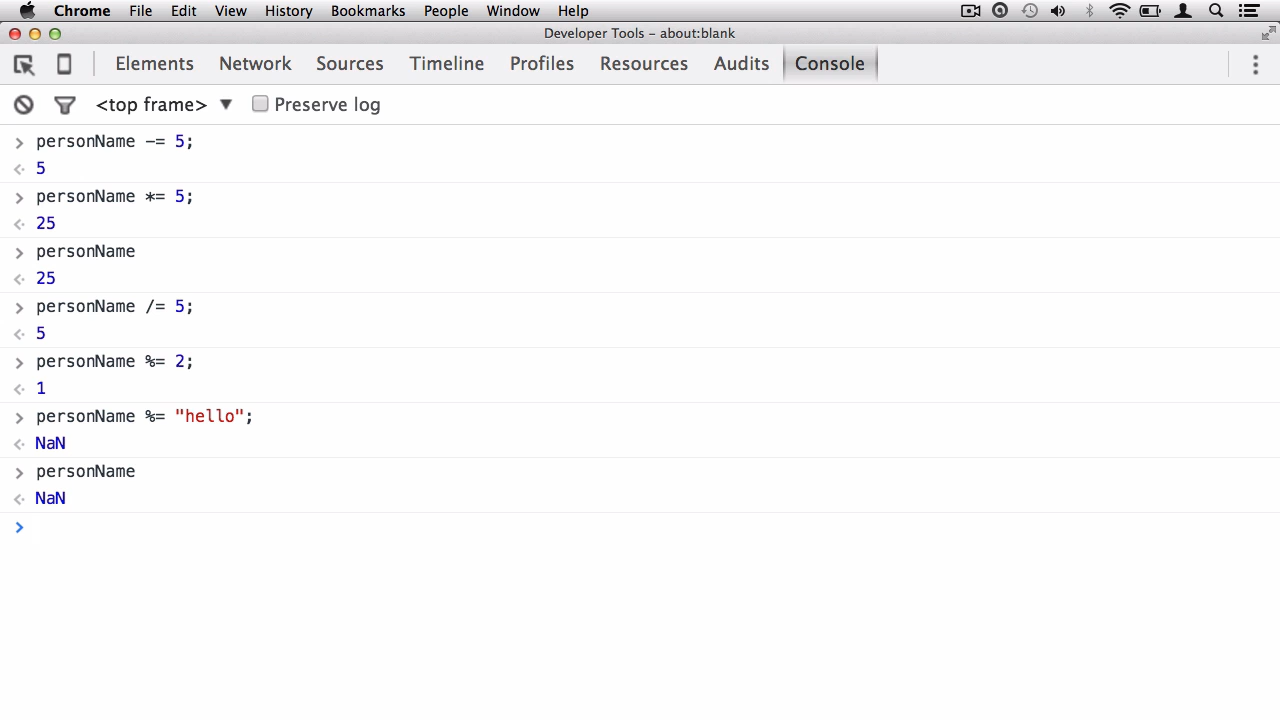 Chrome File Edit View History Bookmarks People Window Help
Developer Tools - about:blank
Elements Network Sources Timeline Profiles Resources Audits Console
<top frame> ▼ Preserve log
> personName -= 5;
<· 5
> personName *= 5;
<· 25
> personName
<· 25
> personName /= 5;
<· 5
> personName %= 2;
<· 1
> personName %= "hello";
<· NaN
> personName
<· NaN
>